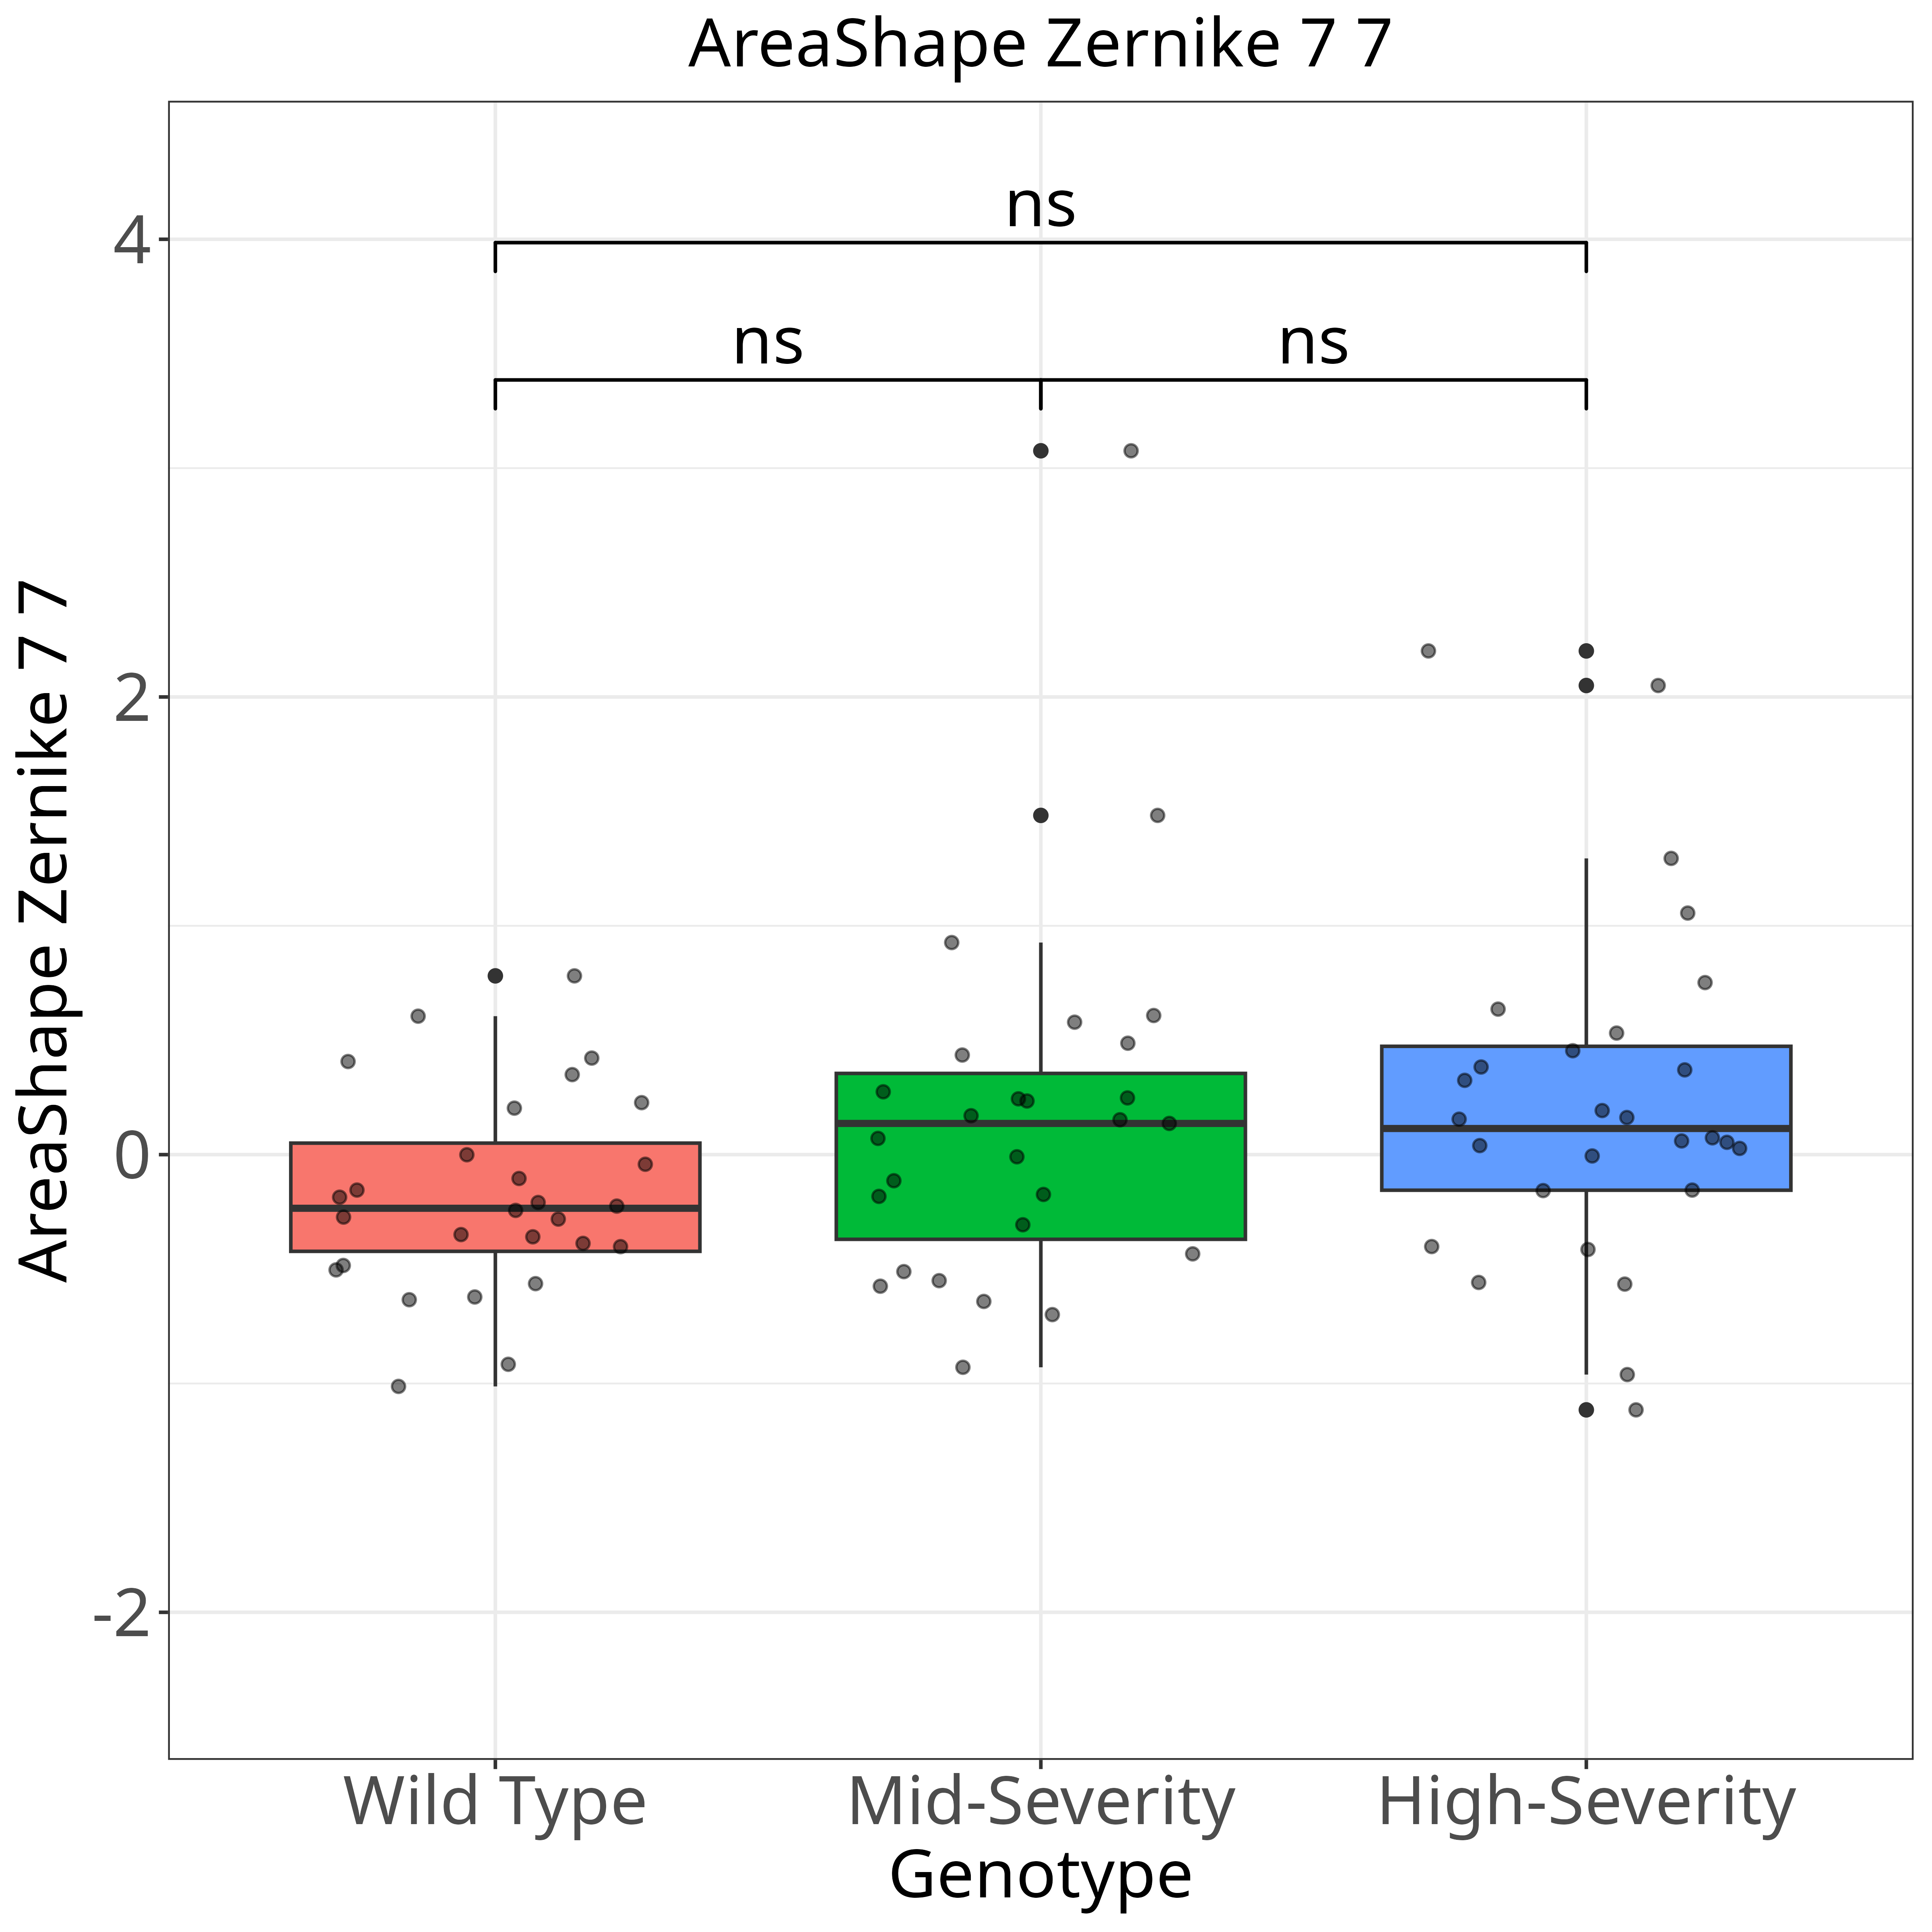 AreaShape Zernike 7 7
AreaShape Zernike 7 7
4
2
0
-2
ns
ns
ns
Wild Type
Mid-Severity
High-Severity
Genotype